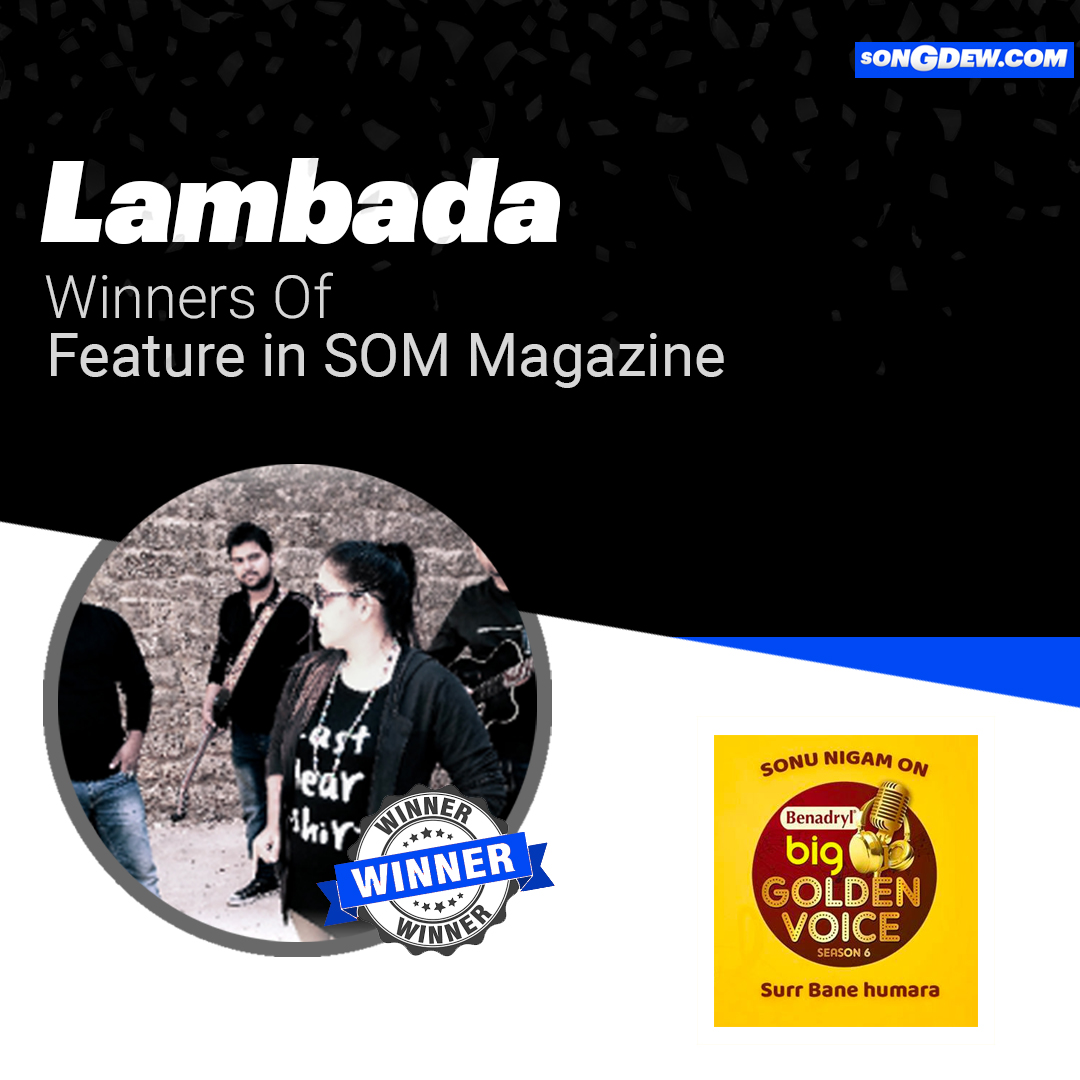 SONGDEW.COM
Lambada
Winners Of
Feature in SOM Magazine
WINNER
WINNER
WINNER
SONU NIGAM ON
Benadryl
big
GOLDEN
VOICE
SEASON 6
Surr Bane humara